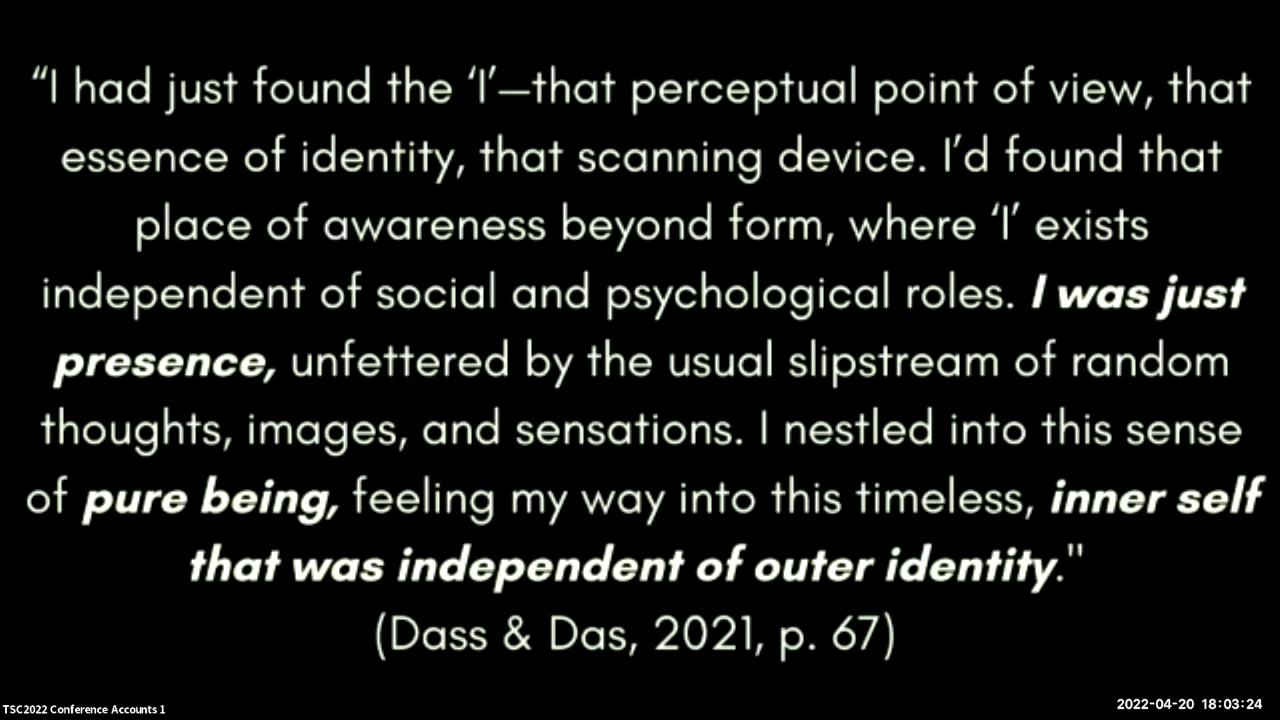 “I had just found the ‘I’—that perceptual point of view, that
essence of identity, that scanning device. I’d found that
place of awareness beyond form, where ‘I’ exists
independent of social and psychological roles. I was just
presence, unfettered by the usual slipstream of random
thoughts, images, and sensations. I nestled into this sense
of pure being, feeling my way into this timeless, inner self
that was independent of outer identity."
(Dass & Das, 2021, p. 67)
TSC2022 Conference Accounts 1
2022-04-20 18:03:24